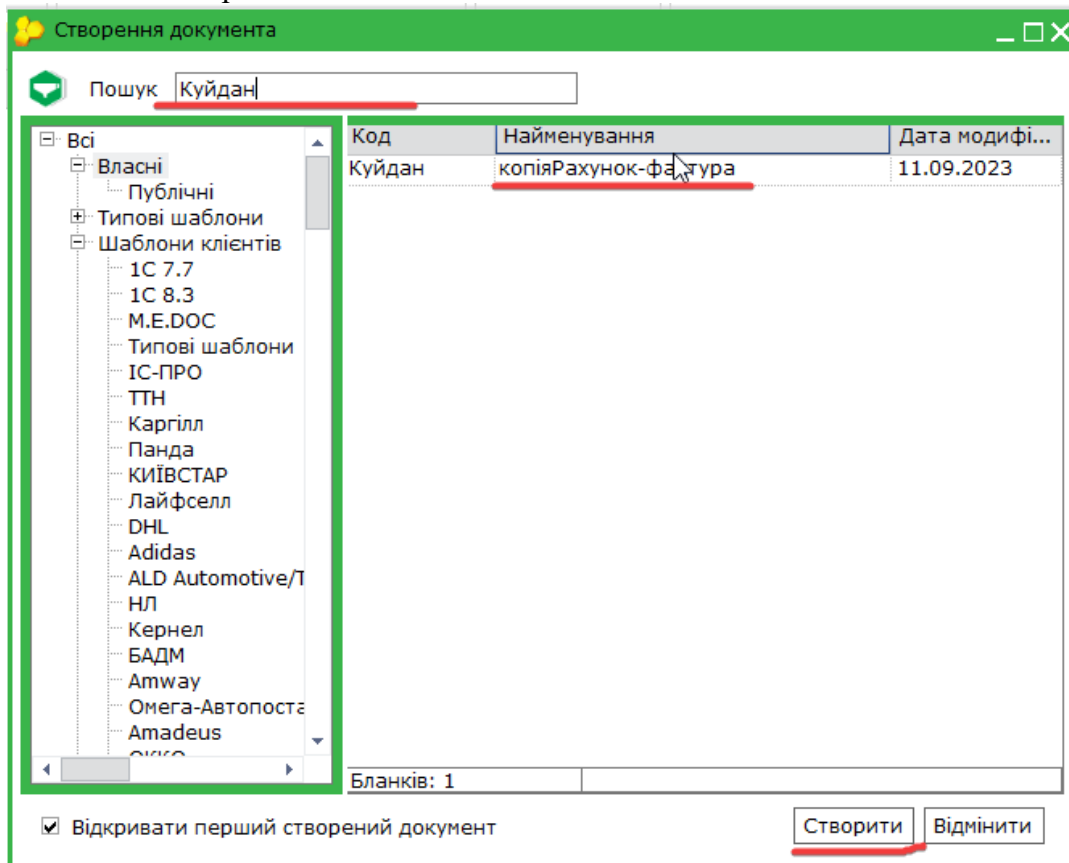 Створення документа
Пошук Куйдан
Всі
Власні
Публічні
Типові шаблони
Шаблони клієнтів
1С 7.7
1С 8.3
M.E.DOC
Типові шаблони
ІС-ПРО
ТТН
Каргілл
Панда
КИЇВСТАР
Лайфселл
DHL
Adidas
ALD Automotive/T
НЛ
Кернел
БАДМ
Amway
Омега-Автопоста
Amadeus
Код Найменування Дата модифі...
Куйдан копіяРахунок-фактура 11.09.2023
Бланків: 1
Відкривати перший створений документ
Створити Відмінити